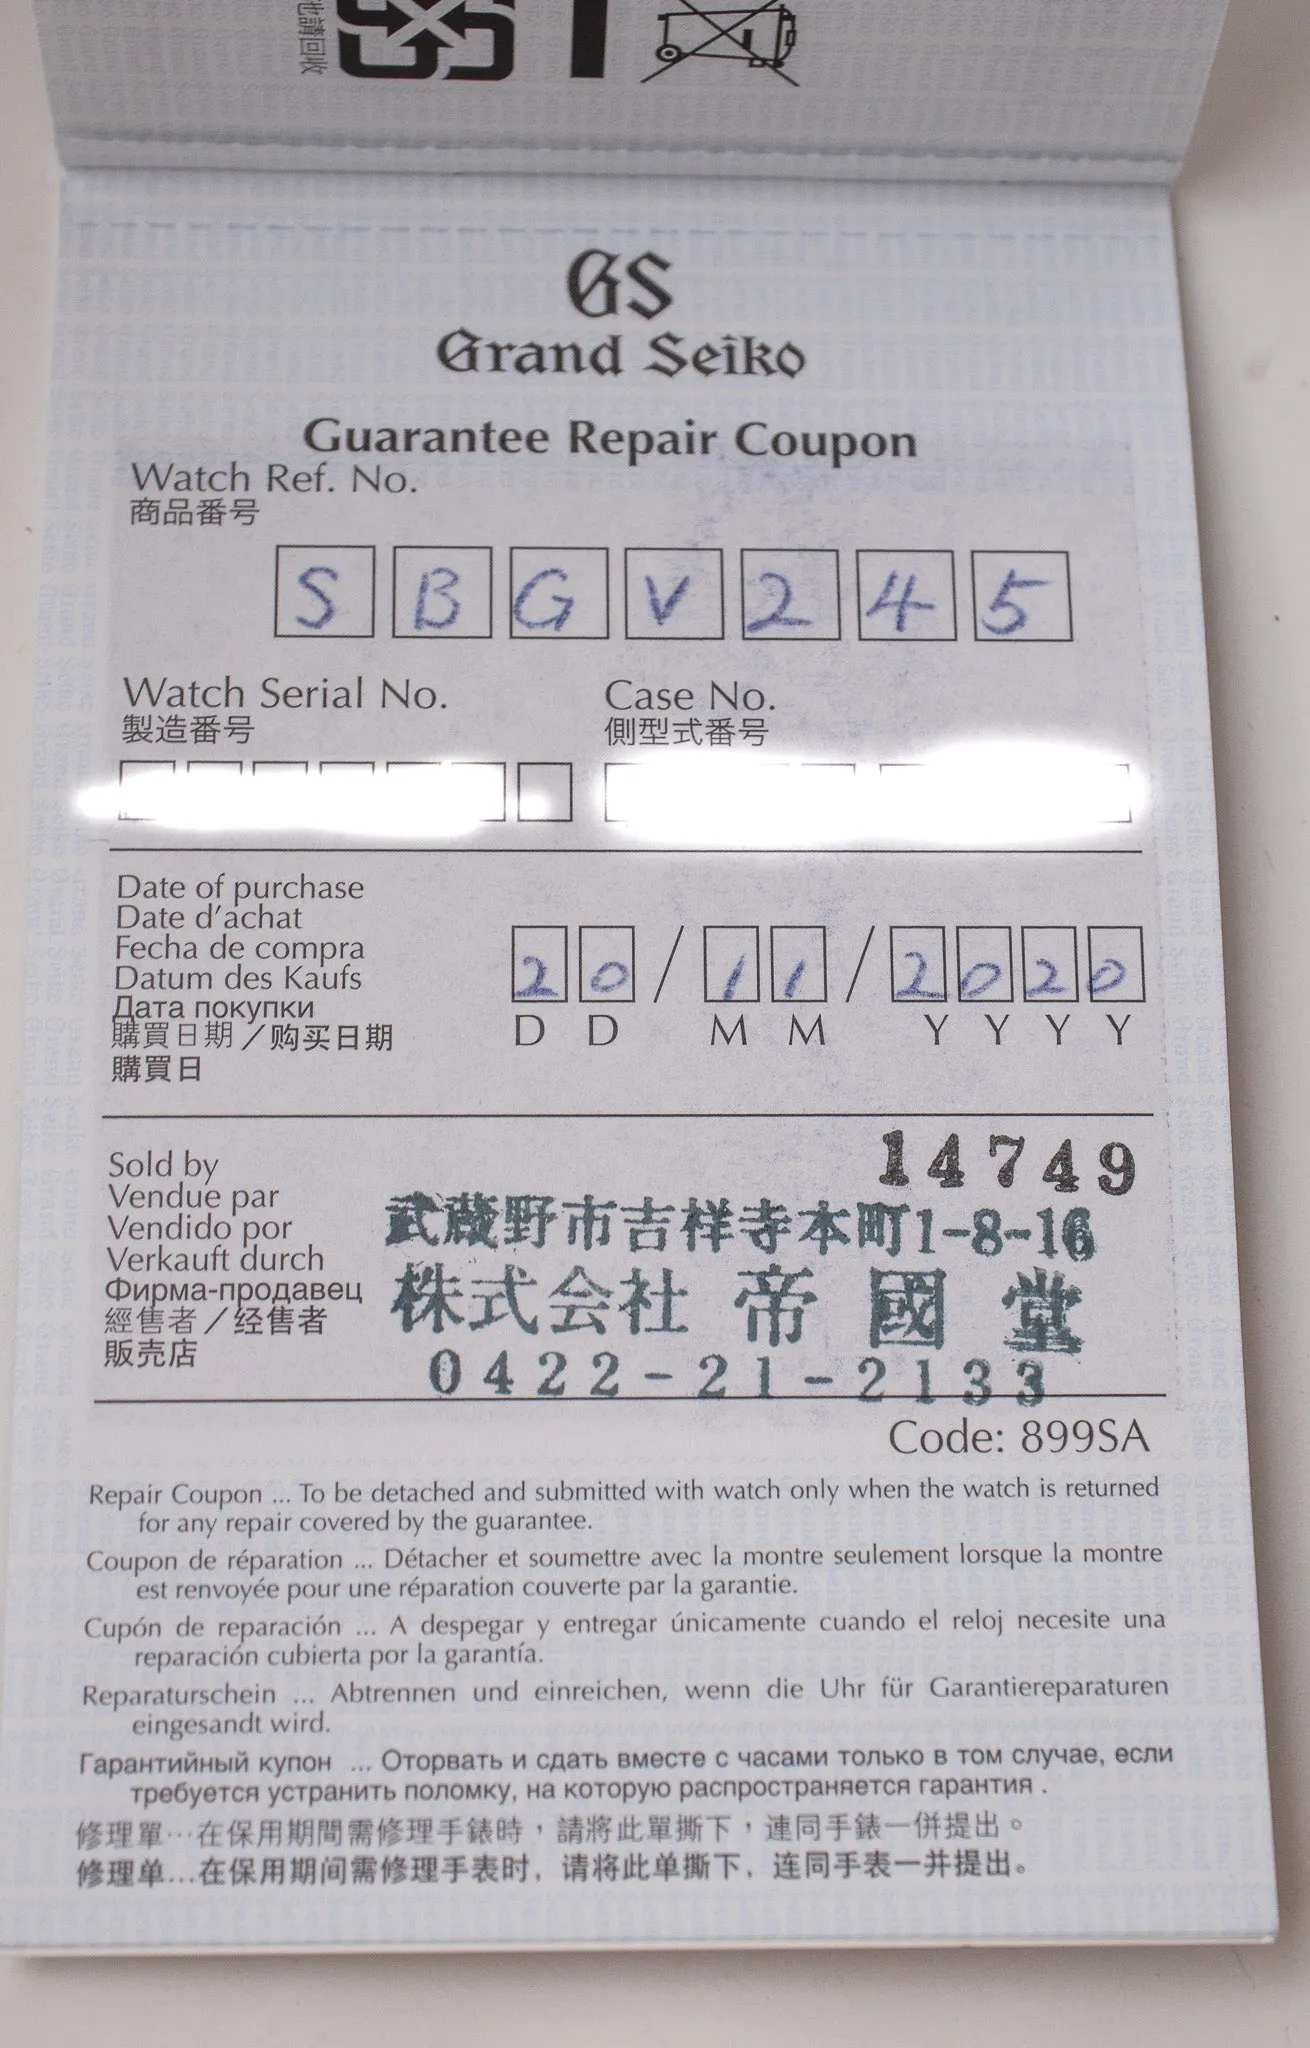 也請回收
GS
Grand Seiko
Guarantee Repair Coupon
Watch Ref. No.
商品番号
SBGV245
Watch Serial No.
製造番号
Case No.
側型式番号
Date of purchase
Date d'achat
Fecha de compra
Datum des Kaufs
Дата покупки
購買日期／购买日期
購買日
20/11/2020
D D M M Y Y Y Y
Sold by
Vendue par
Vendido por
Verkauft durch
Фирма-продавец
經售者／经售者
販売店
14749
武蔵野市吉祥寺本町1-8-16
株式会社 帝國堂
0422-21-2133
Code: 899SA
Repair Coupon ... To be detached and submitted with watch only when the watch is returned
for any repair covered by the guarantee.
Coupon de réparation ... Détacher et soumettre avec la montre seulement lorsque la montre
est renvoyée pour une réparation couverte par la garantie.
Cupón de reparación ... A despegar y entregar únicamente cuando el reloj necesite una
reparación cubierta por la garantía.
Reparaturschein ... Abtrennen und einreichen, wenn die Uhr für Garantiereparaturen
eingesandt wird.
Гарантийный купон ... Оторвать и сдать вместе с часами только в том случае, если
требуется устранить поломку, на которую распространяется гарантия .
修理單…在保用期間需修理手錶時，請將此單撕下，連同手錶一併提出。
修理单...在保用期间需修理手表时，请将此单撕下，连同手表一并提出。